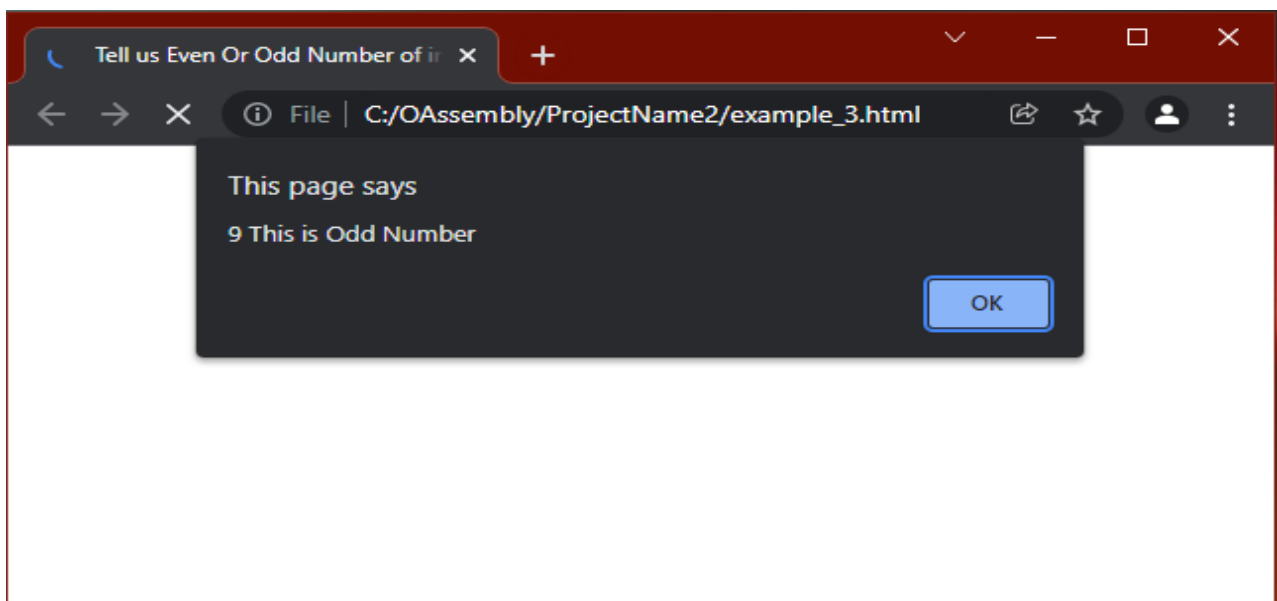 Tell us Even Or Odd Number of in
File | C:/OAssembly/ProjectName2/example_3.html
This page says
9 This is Odd Number
OK